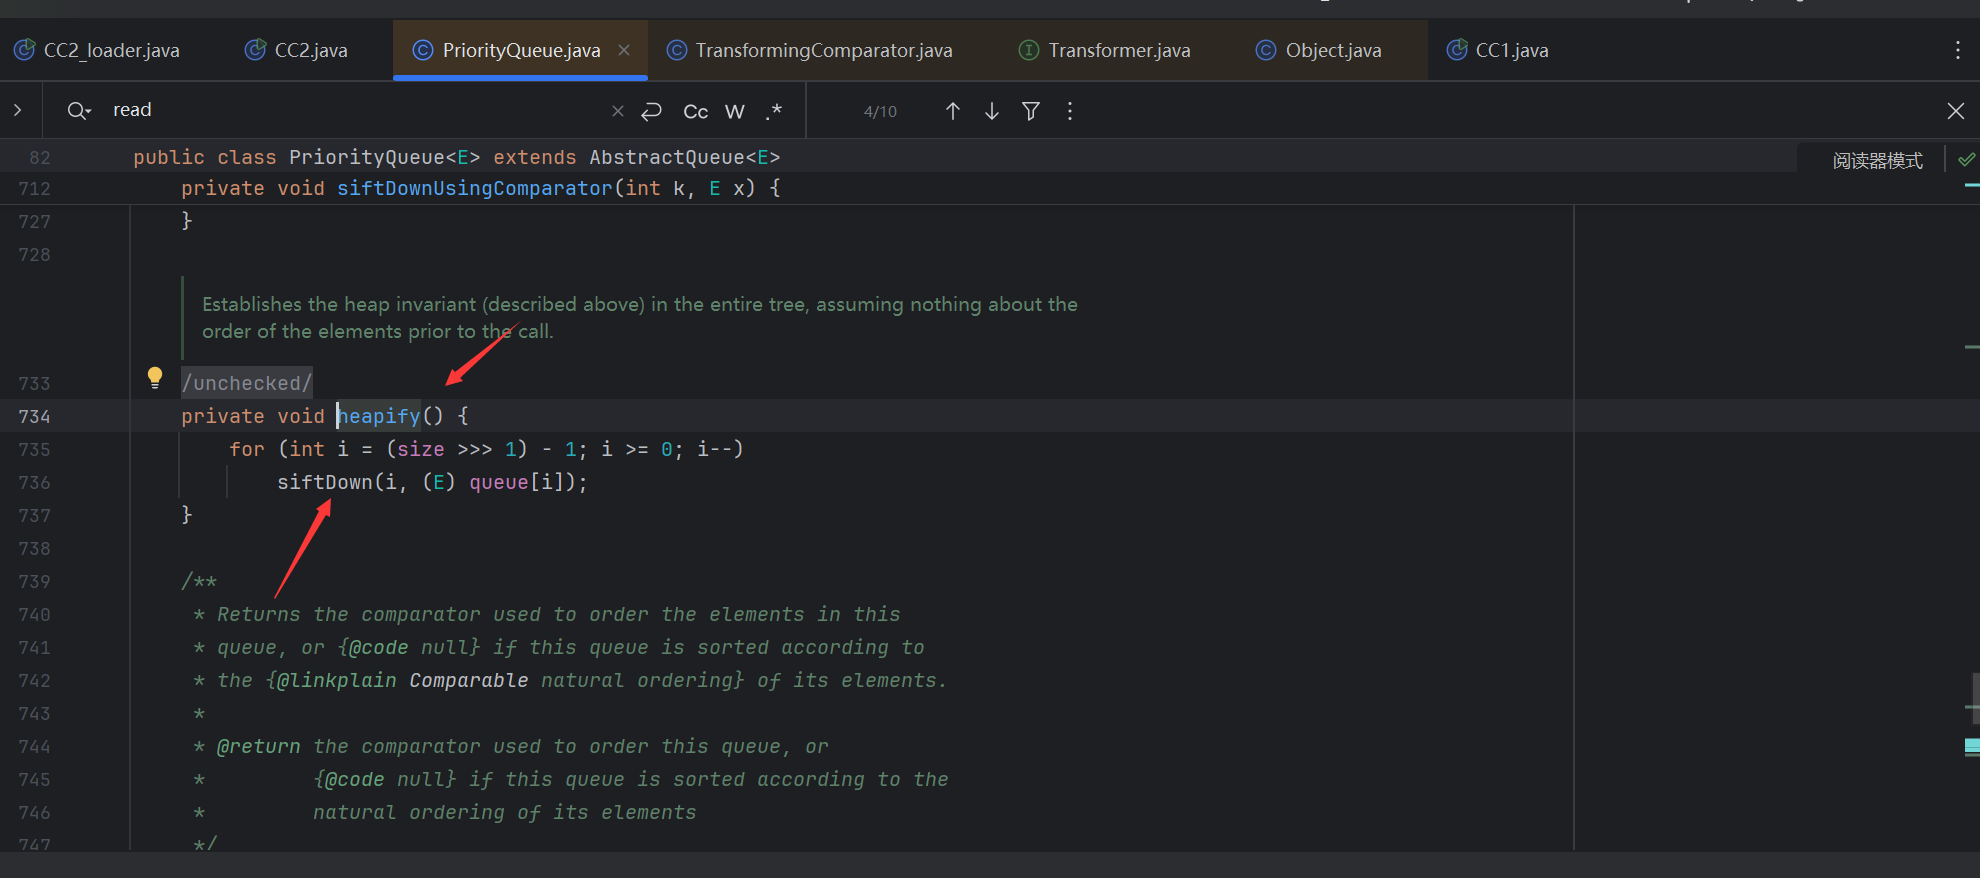 CC2_loader.java CC2.java PriorityQueue.java TransformingComparator.java Transformer.java Object.java CC1.java
read Cc W .* 4/10
82 public class PriorityQueue<E> extends AbstractQueue<E>
阅读器模式
712 private void siftDownUsingComparator(int k, E x) {
727 }
728
Establishes the heap invariant (described above) in the entire tree, assuming nothing about the
order of the elements prior to the call.
733 /unchecked/
734 private void heapify() {
735 for (int i = (size >>> 1) - 1; i >= 0; i--)
736 siftDown(i, (E) queue[i]);
737 }
738
739 /**
740 * Returns the comparator used to order the elements in this
741 * queue, or {@code null} if this queue is sorted according to
742 * the {@linkplain Comparable natural ordering} of its elements.
743 *
744 * @return the comparator used to order this queue, or
745 * {@code null} if this queue is sorted according to the
746 * natural ordering of its elements
747 */